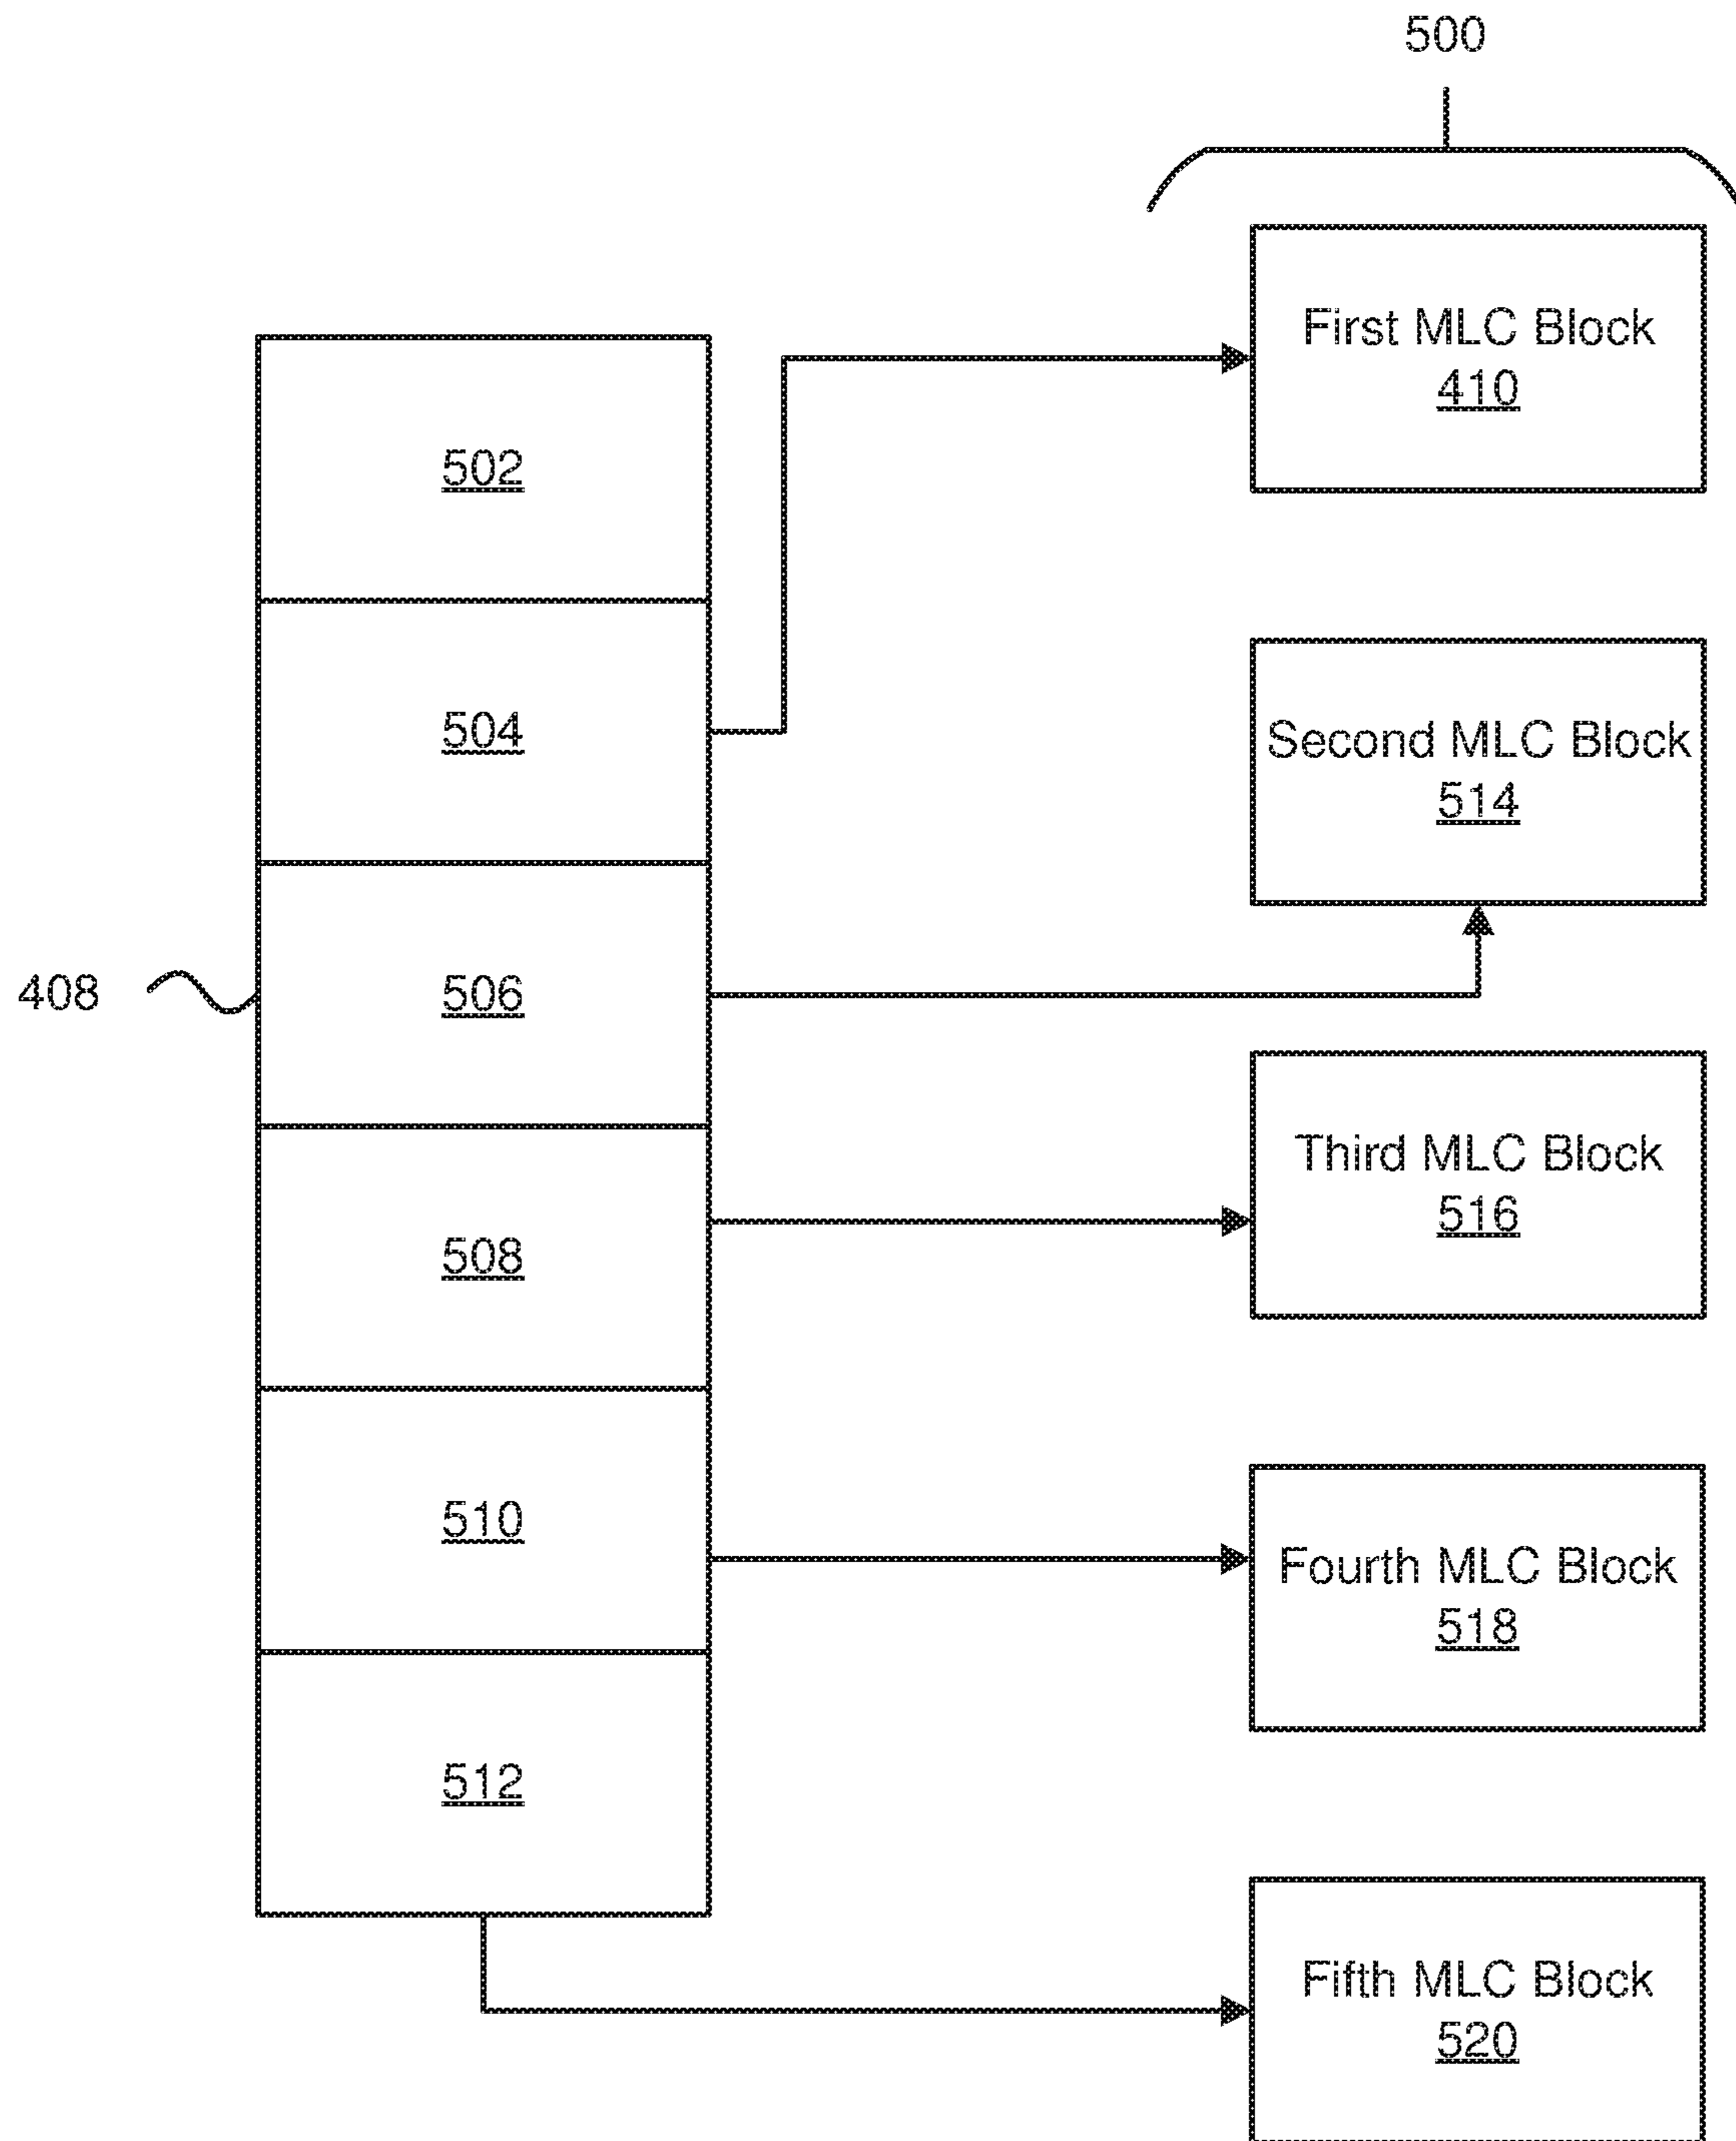 500
First MLC Block
410
502
504
Second MLC Block
514
408
506
Third MLC Block
516
508
510
Fourth MLC Block
518
512
Fifth MLC Block
520